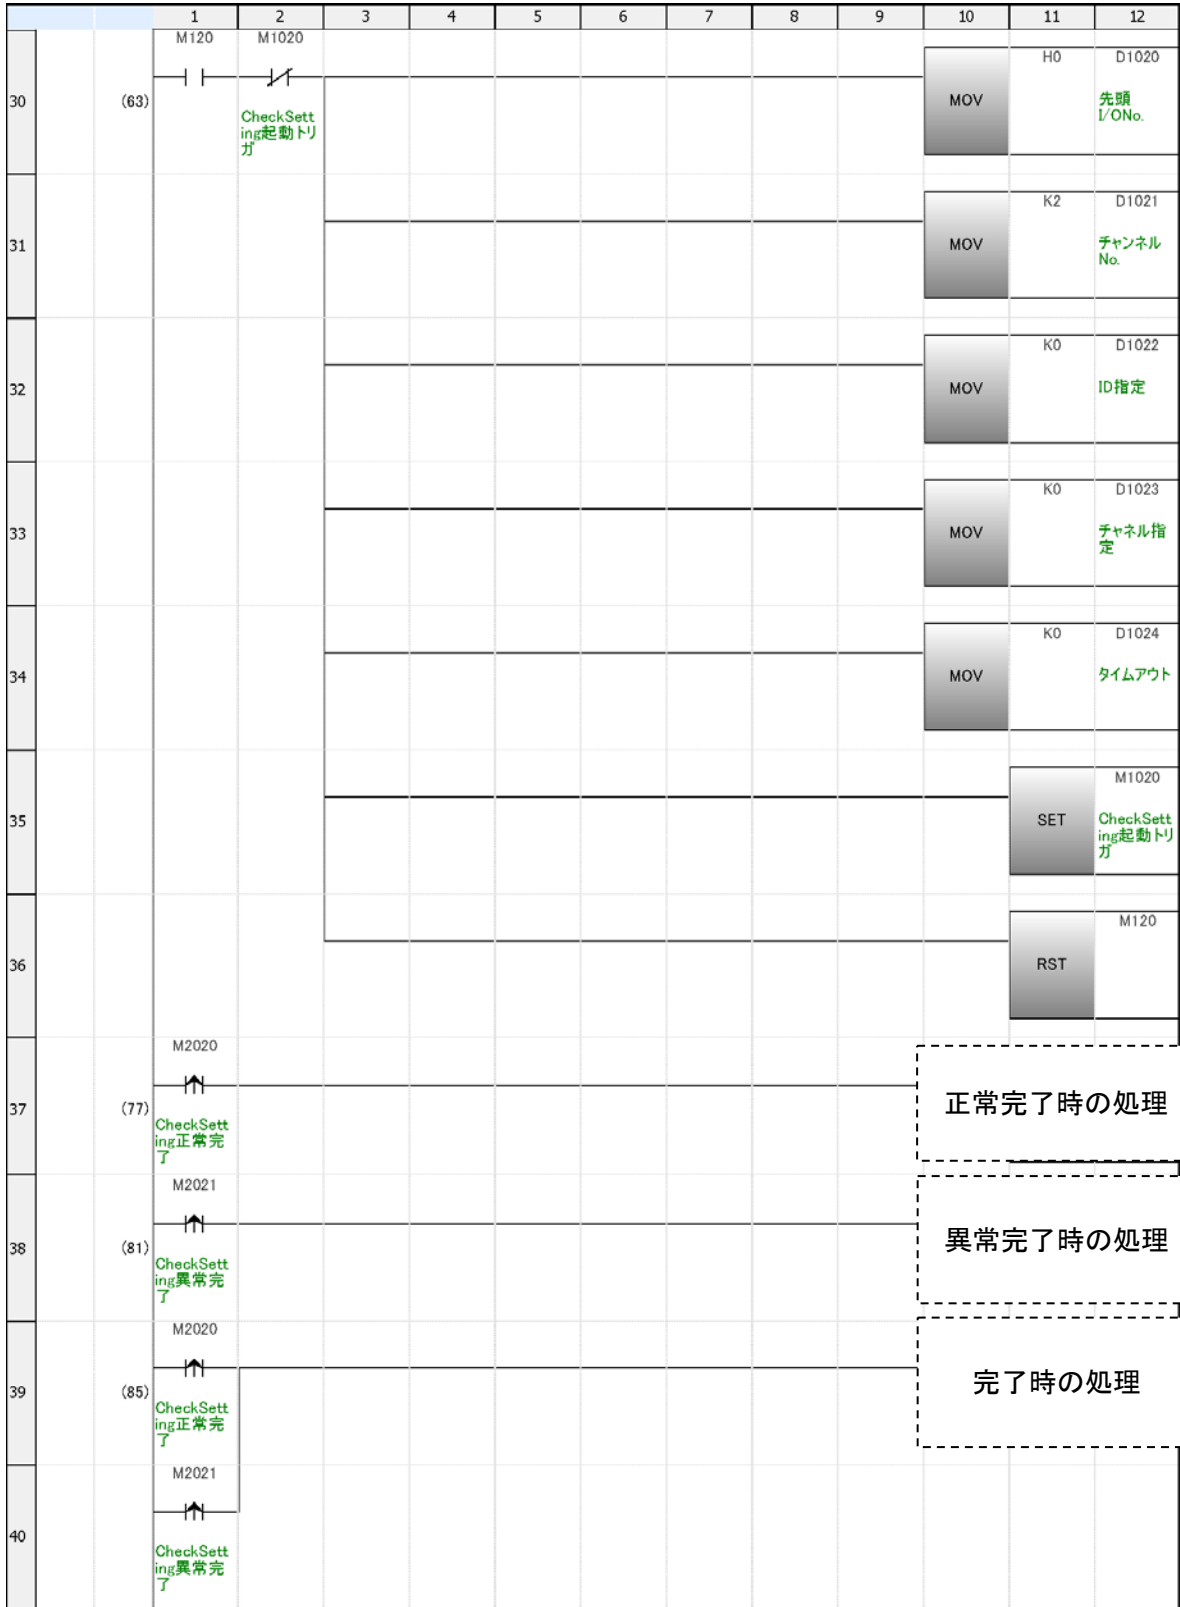 1 2 3 4 5 6 7 8 9 10 11 12
M120 M1020
30 (63)
CheckSett
ing起動トリ
ガ
MOV H0 D1020
先頭
I/ONo.
31
MOV K2 D1021
チャンネル
No.
32
MOV K0 D1022
ID指定
33
MOV K0 D1023
チャネル指
定
34
MOV K0 D1024
タイムアウト
35
SET M1020
CheckSett
ing起動トリ
ガ
36
RST M120
M2020
37 (77)
CheckSett
ing正常完
了
正常完了時の処理
M2021
38 (81)
CheckSett
ing異常完
了
異常完了時の処理
M2020
39 (85)
CheckSett
ing正常完
了
完了時の処理
M2021
40
CheckSett
ing異常完
了